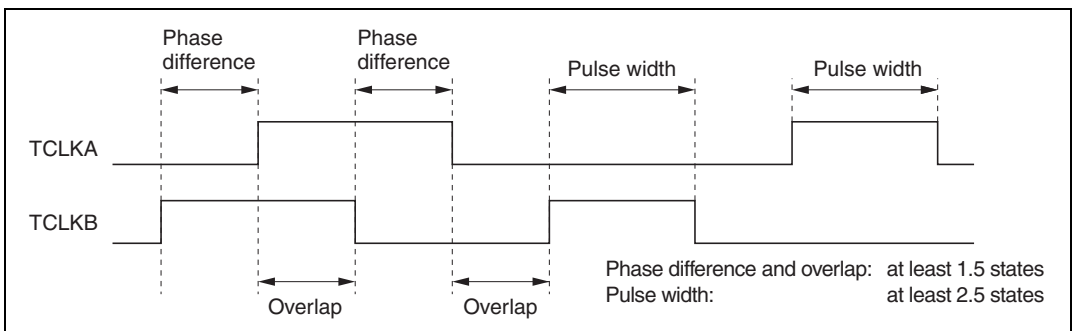 Phase difference
Phase difference
Pulse width
Pulse width
TCLKA
TCLKB
Overlap
Overlap
Phase difference and overlap: at least 1.5 states
Pulse width: at least 2.5 states